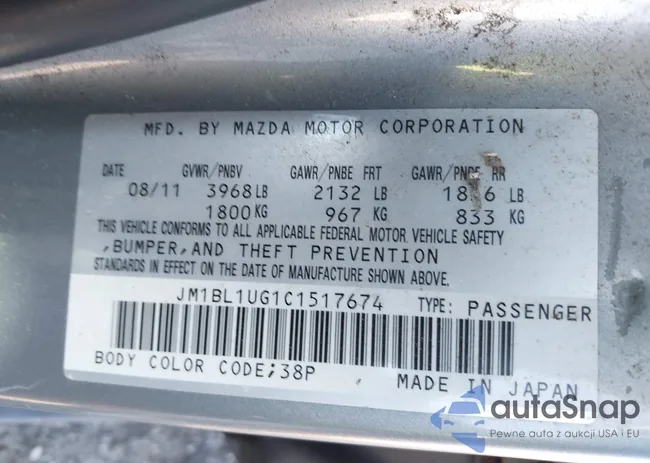 MFD. BY MAZDA MOTOR CORPORATION
DATE GVWR/PNBV GAWR/PNBE FRT GAWR/PNBE RR
08/11 3968 LB 2132 LB LB
1800 KG 967 KG 833 KG
THIS VEHICLE CONFORMS TO ALL APPLICABLE FEDERAL MOTOR VEHICLE SAFETY
,BUMPER,AND THEFT PREVENTION
STANDARDS IN EFFECT ON THE DATE OF MANUFACTURE SHOWN ABOVE.
JM1BL1UG1C1517674 TYPE: PASSENGER
BODY COLOR CODE;38P MADE IN JAPAN
autaSnap
Pewne auta z aukcji USA i EU